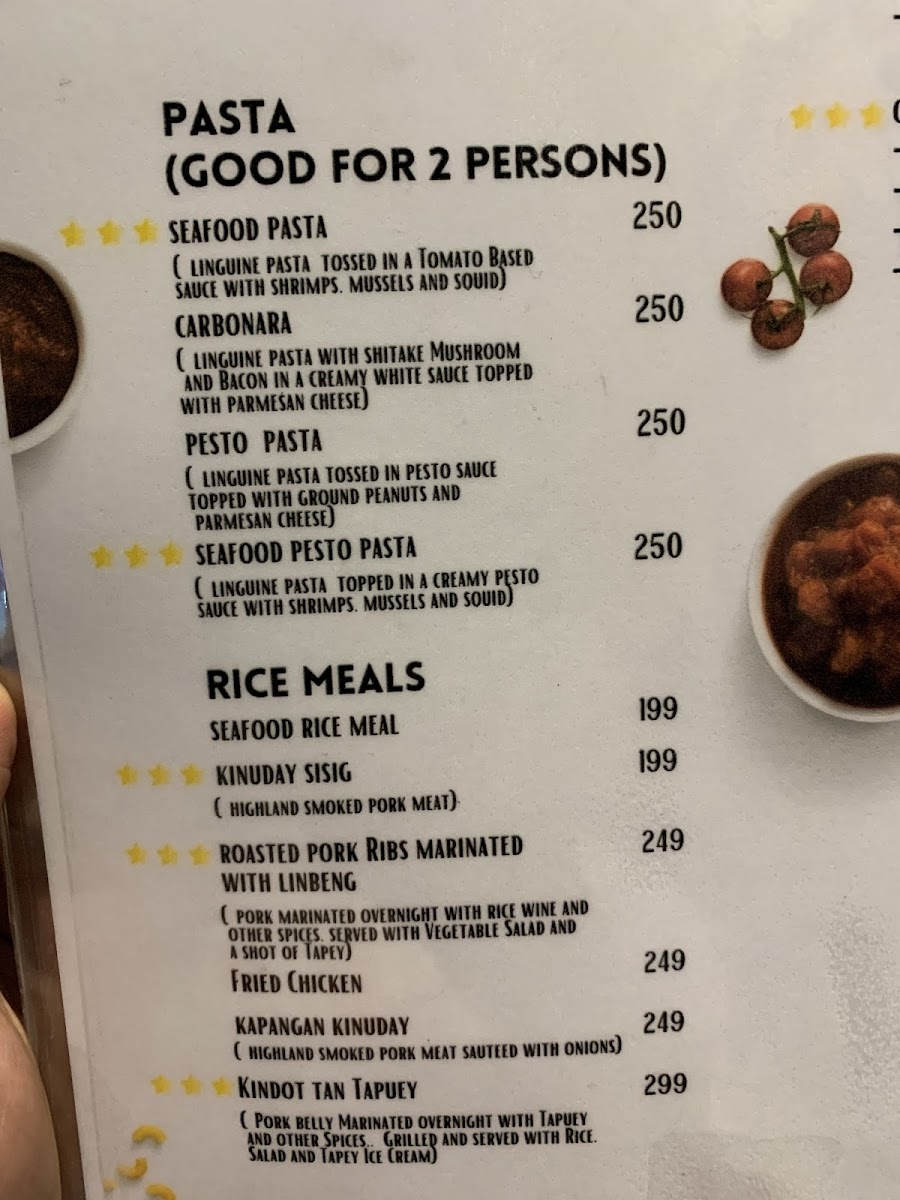 PASTA
(GOOD FOR 2 PERSONS)
SEAFOOD PASTA 250
( LINGUINE PASTA TOSSED IN A TOMATO BASED
SAUCE WITH SHRIMPS. MUSSELS AND SQUID)
CARBONARA 250
( LINGUINE PASTA WITH SHITAKE MUSHROOM
AND BACON IN A CREAMY WHITE SAUCE TOPPED
WITH PARMESAN CHEESE)
PESTO PASTA 250
( LINGUINE PASTA TOSSED IN PESTO SAUCE
TOPPED WITH GROUND PEANUTS AND
PARMESAN CHEESE)
SEAFOOD PESTO PASTA 250
( LINGUINE PASTA TOPPED IN A CREAMY PESTO
SAUCE WITH SHRIMPS. MUSSELS AND SQUID)
RICE MEALS
SEAFOOD RICE MEAL 199
KINUDAY SISIG 199
( HIGHLAND SMOKED PORK MEAT)
ROASTED PORK RIBS MARINATED 249
WITH LINBENG
( PORK MARINATED OVERNIGHT WITH RICE WINE AND
OTHER SPICES. SERVED WITH VEGETABLE SALAD AND
A SHOT OF TAPEY)
FRIED CHICKEN 249
KAPANGAN KINUDAY 249
( HIGHLAND SMOKED PORK MEAT SAUTEED WITH ONIONS)
KINDOT TAN TAPUEY 299
( PORK BELLY MARINATED OVERNIGHT WITH TAPUEY
AND OTHER SPICES.. GRILLED AND SERVED WITH RICE.
SALAD AND TAPEY ICE CREAM)